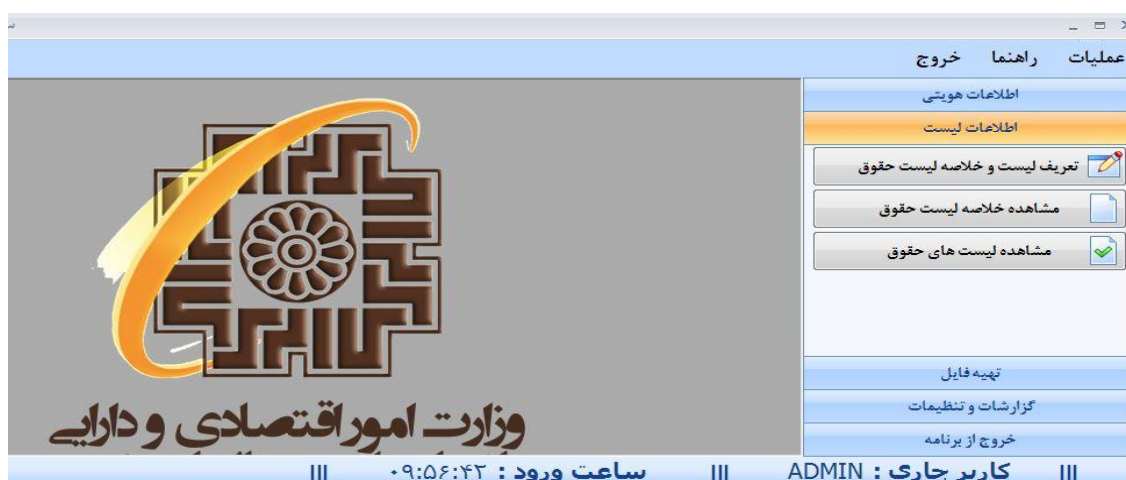 عملیات راهنما خروج
اطلاعات هویتی
اطلاعات لیست
تعریف لیست و خلاصه لیست حقوق
مشاهده خلاصه لیست حقوق
مشاهده لیست های حقوق
تهیه فایل
گزارشات و تنظیمات
خروج از برنامه
وزارت امور اقتصادی و دارایی
کاربر جاری : ADMIN ساعت ورود : ۰۹:۵۶:۴۲